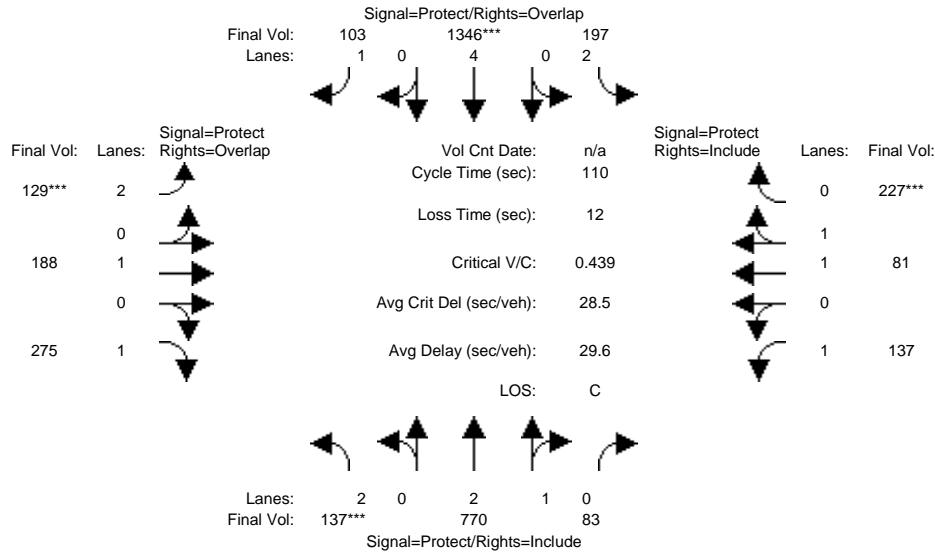 Signal=Protect/Rights=Overlap
Final Vol: 103 1346*** 197
Lanes: 1 0 4 0 2
Signal=Protect
Final Vol: Lanes: Rights=Overlap
Vol Cnt Date: n/a
Signal=Protect
Rights=Include Lanes: Final Vol:
Cycle Time (sec): 110
129*** 2
0 227***
Loss Time (sec): 12
0
1
188 1
Critical V/C: 0.439
1 81
0
Avg Crit Del (sec/veh): 28.5
0
275 1
Avg Delay (sec/veh): 29.6
1 137
LOS: C
Lanes: 2 0 2 1 0
Final Vol: 137*** 770 83
Signal=Protect/Rights=Include